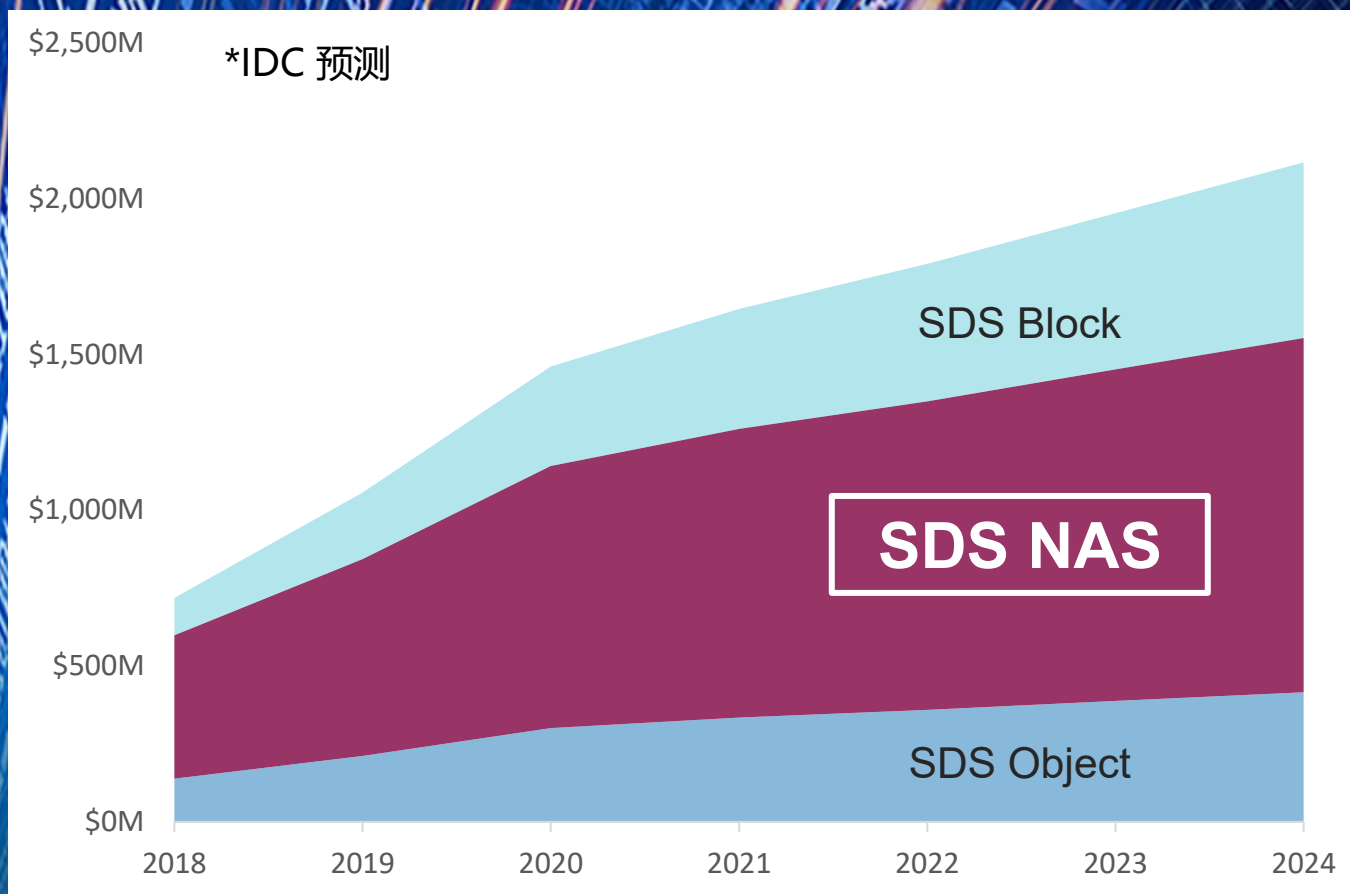 $2,500M
*IDC 预测
$2,000M
$1,500M
$1,000M
$500M
$0M
SDS Block
SDS NAS
SDS Object
2018 2019 2020 2021 2022 2023 2024